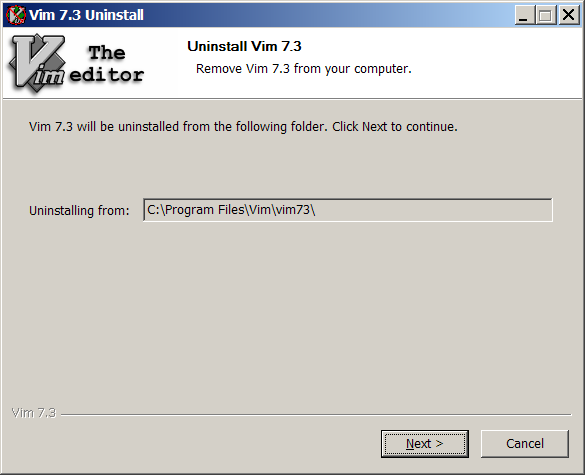 Vim 7.3 Uninstall
The
Vim editor
Uninstall Vim 7.3
Remove Vim 7.3 from your computer.
Vim 7.3 will be uninstalled from the following folder. Click Next to continue.
Uninstalling from: C:\Program Files\Vim\vim73\
Vim 7.3
Next > Cancel